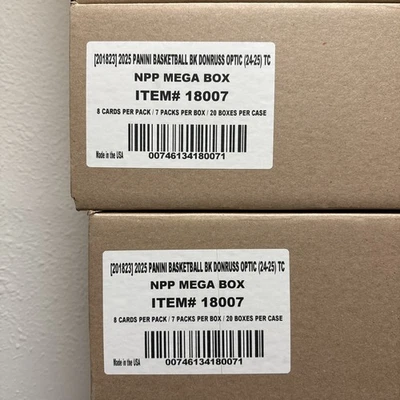 [201823] 2025 PANINI BASKETBALL BK DONRUSS OPTIC (24-25) TC
NPP MEGA BOX
ITEM# 18007
8 CARDS PER PACK / 7 PACKS PER BOX / 20 BOXES PER CASE
Made in the USA
00746134180071
[201823] 2025 PANINI BASKETBALL BK DONRUSS OPTIC (24-25) TC
NPP MEGA BOX
ITEM# 18007
8 CARDS PER PACK / 7 PACKS PER BOX / 20 BOXES PER CASE
Made in the USA
00746134180071